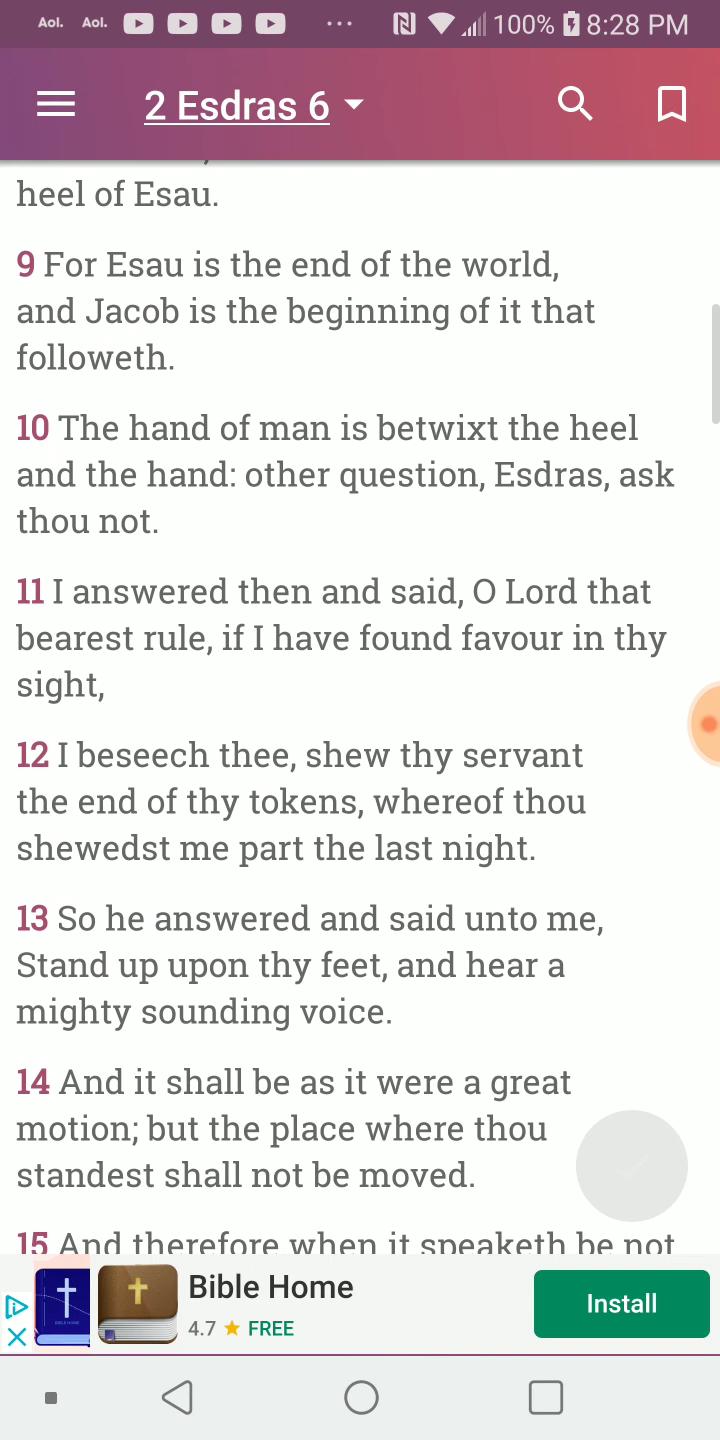 Aol. Aol. ... 100% 8:28 PM
2 Esdras 6
heel of Esau.
9 For Esau is the end of the world,
and Jacob is the beginning of it that
followeth.
10 The hand of man is betwixt the heel
and the hand: other question, Esdras, ask
thou not.
11 I answered then and said, O Lord that
bearest rule, if I have found favour in thy
sight,
12 I beseech thee, shew thy servant
the end of thy tokens, whereof thou
shewedst me part the last night.
13 So he answered and said unto me,
Stand up upon thy feet, and hear a
mighty sounding voice.
14 And it shall be as it were a great
motion; but the place where thou
standest shall not be moved.
15 And therefore when it speaketh be not
Bible Home
4.7 ★ FREE
Install